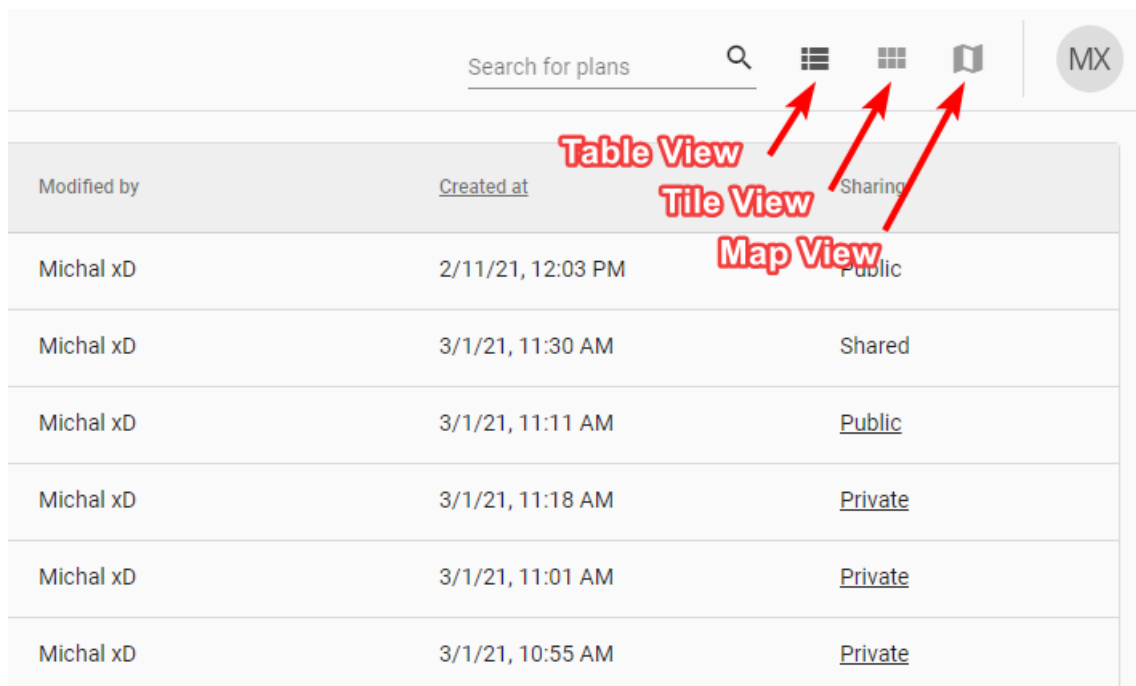 Search for plans MX
Table View
Modified by Created at Tile View Sharing
Map View
Michal xD 2/11/21, 12:03 PM Public
Michal xD 3/1/21, 11:30 AM Shared
Michal xD 3/1/21, 11:11 AM Public
Michal xD 3/1/21, 11:18 AM Private
Michal xD 3/1/21, 11:01 AM Private
Michal xD 3/1/21, 10:55 AM Private